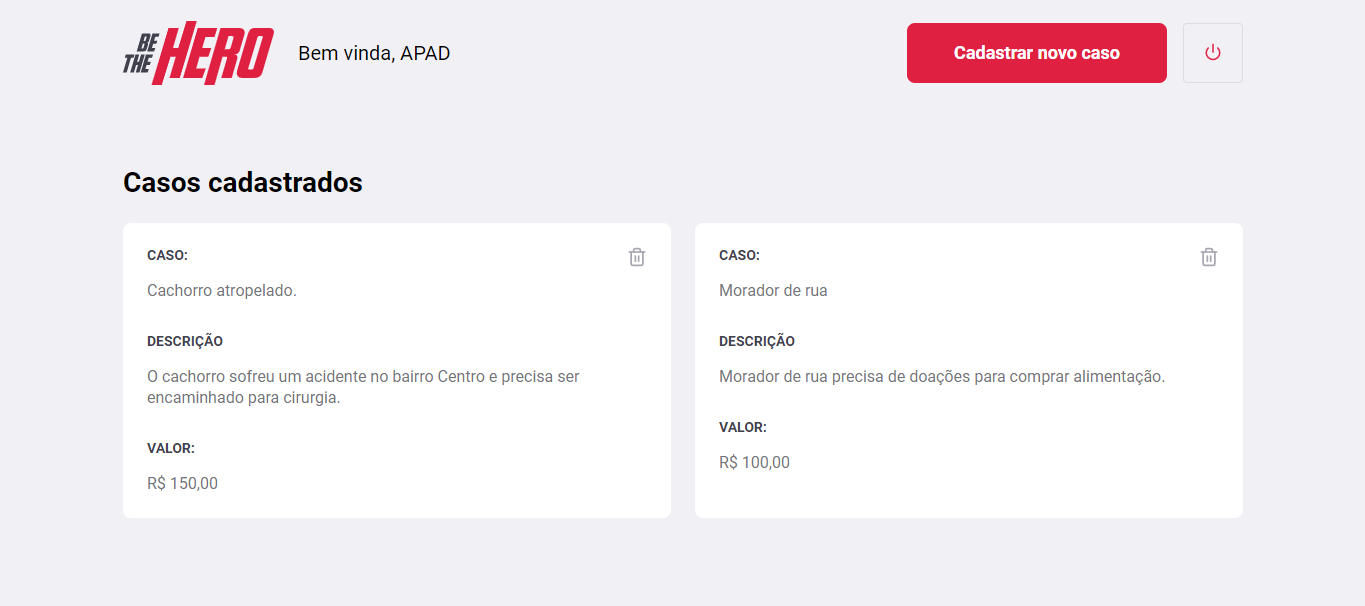 BE THE HERO
Bem vinda, APAD
Cadastrar novo caso
Casos cadastrados
CASO:
Cachorro atropelado.
DESCRIÇÃO
O cachorro sofreu um acidente no bairro Centro e precisa ser
encaminhado para cirurgia.
VALOR:
R$ 150,00
CASO:
Morador de rua
DESCRIÇÃO
Morador de rua precisa de doações para comprar alimentação.
VALOR:
R$ 100,00